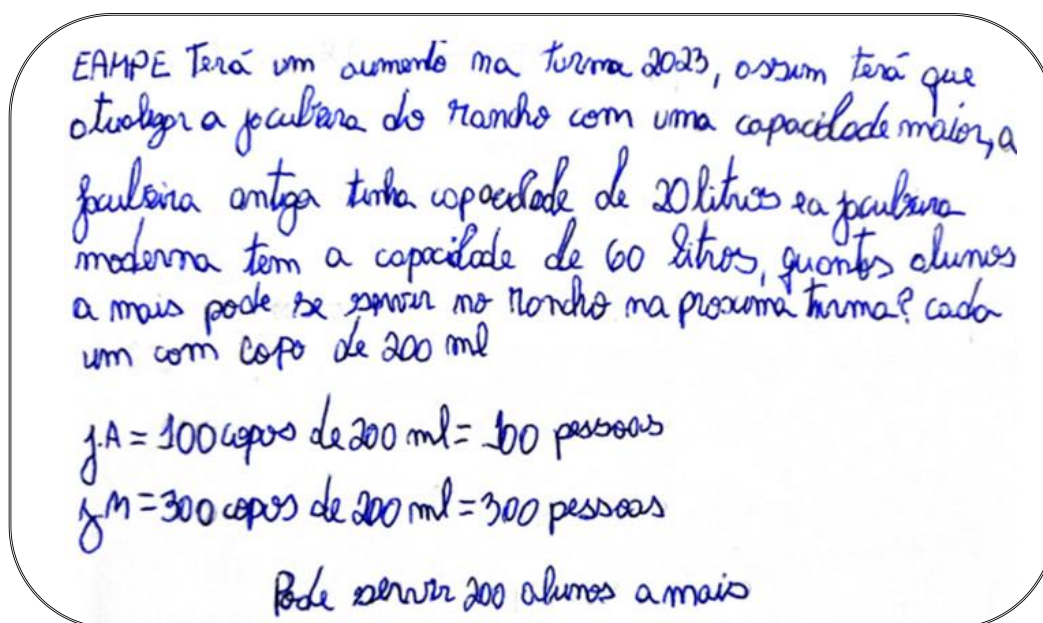 EAMPE Terá um aumento na turma 2023, assim terá que
atualizar a jacubeira do rancho com uma capacidade maior, a
jacubeira antiga tinha capacidade de 20 litros e a jacubeira
moderna tem a capacidade de 60 litros, quantos alunos
a mais pode se servir no rancho na proxima turma? cada
um com copo de 200 ml
J.A = 100 copos de 200 ml = 100 pessoas
J.M = 300 copos de 200 ml = 300 pessoas
Pode servir 200 alunos a mais